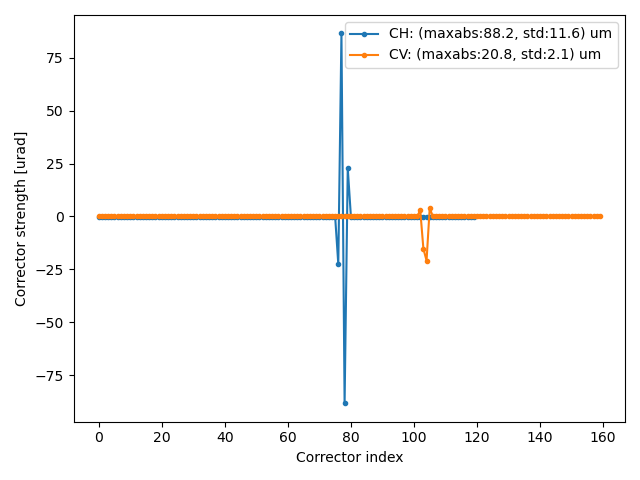 CH: (maxabs:88.2, std:11.6) um
CV: (maxabs:20.8, std:2.1) um
75
50
25
0
−25
−50
−75
Corrector strength [urad]
0 20 40 60 80 100 120 140 160
Corrector index